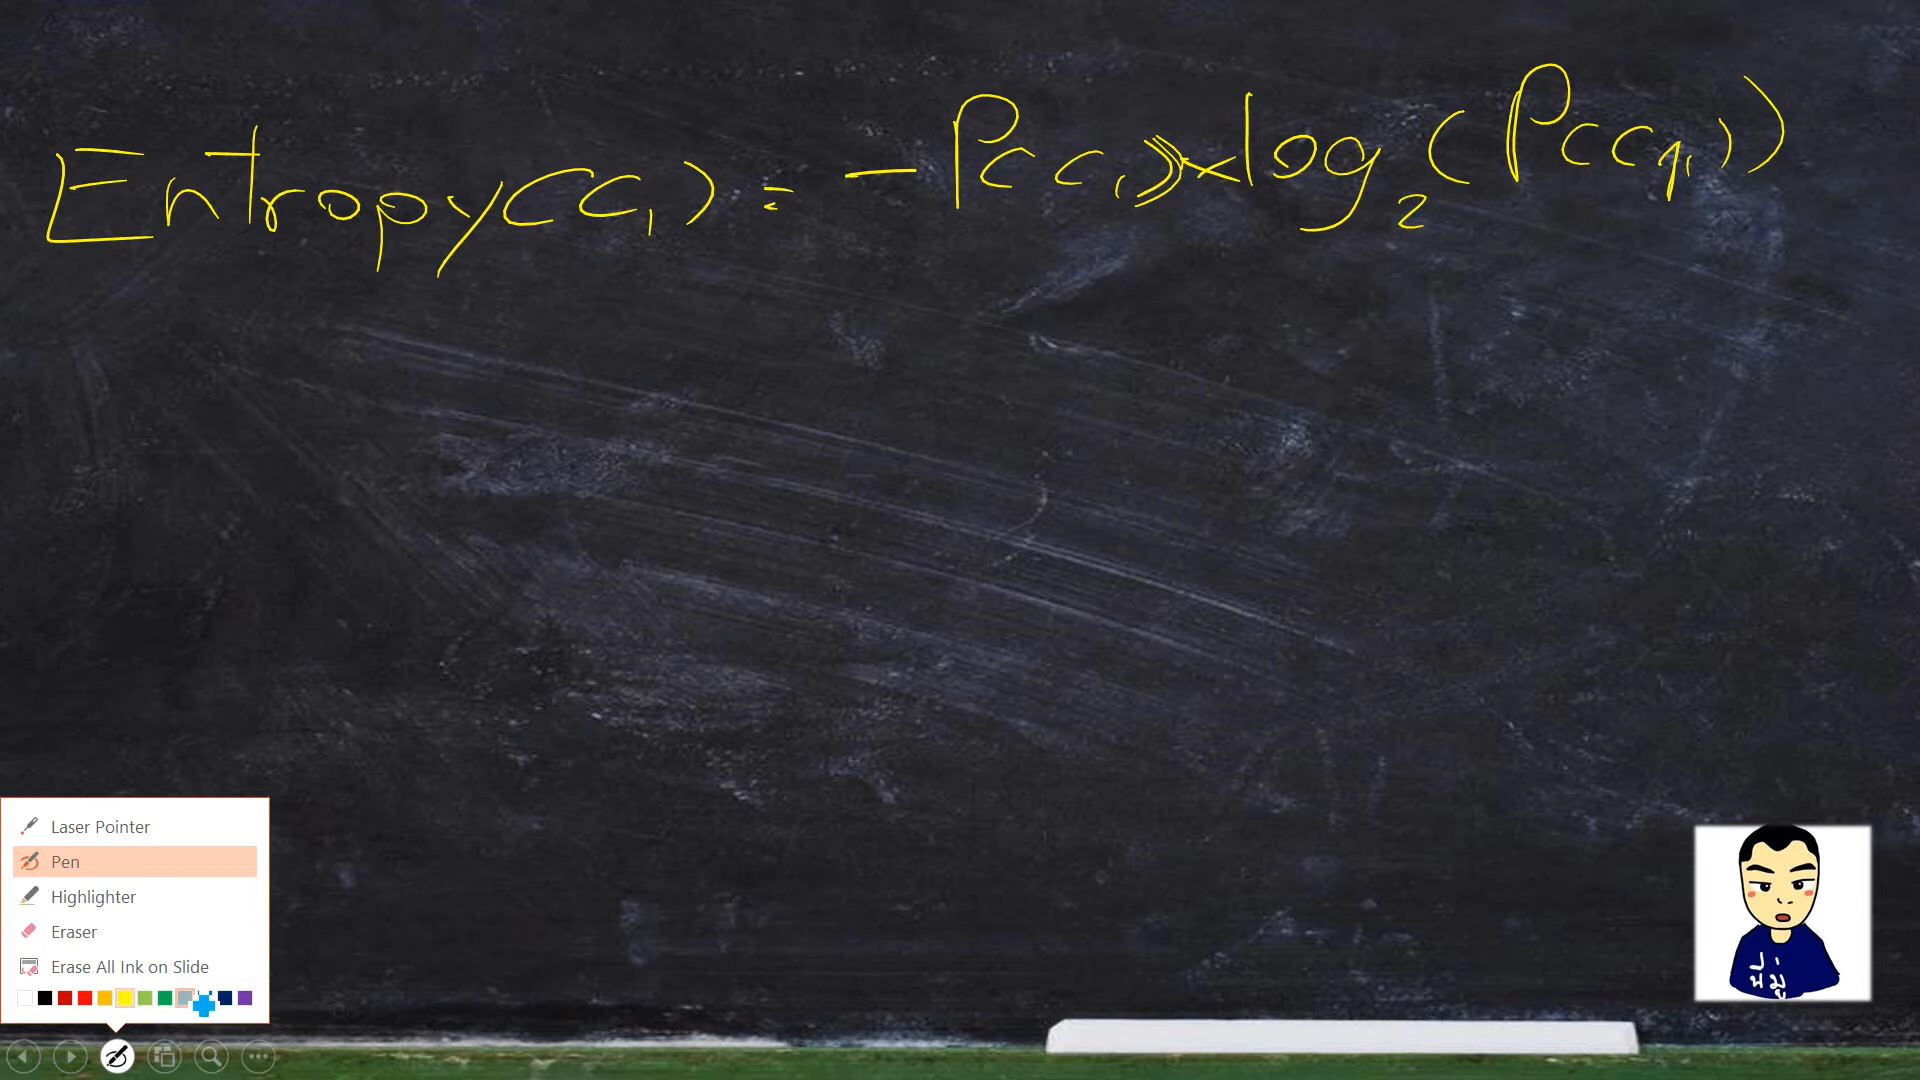 Entropy(C1) = -P(C1) × log2(P(C1))
Laser Pointer
Pen
Highlighter
Eraser
Erase All Ink on Slide